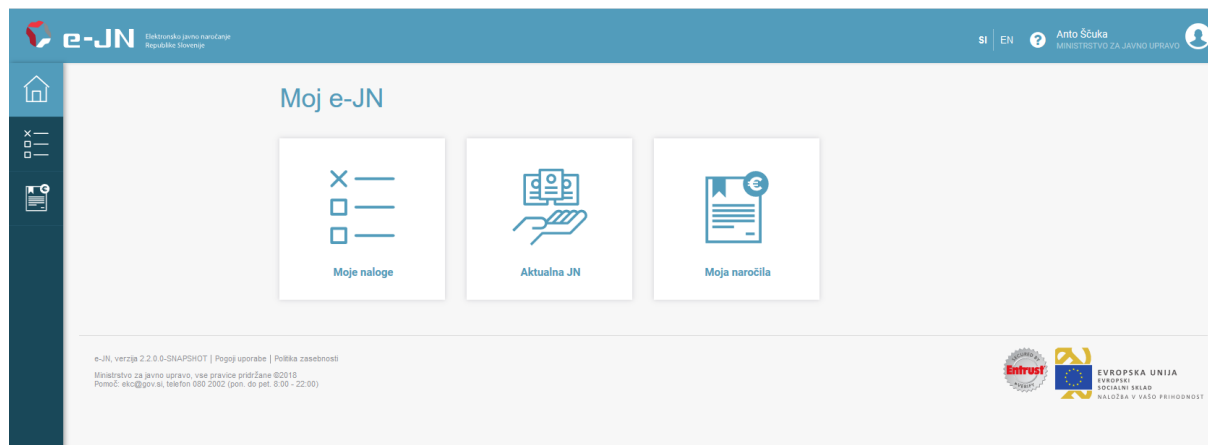 e-JN
Elektronsko javno naročanje
Republike Slovenije
SI | EN
?
Anto Ščuka
MINISTRSTVO ZA JAVNO UPRAVO
Moj e-JN
Moje naloge
Aktualna JN
Moja naročila
e-JN, verzija 2.2.0.0-SNAPSHOT | Pogoji uporabe | Politika zasebnosti
Ministrstvo za javno upravo, vse pravice pridržane ©2018
Pomoč: ekc@gov.si, telefon 080 2002 (pon. do pet. 8:00 - 22:00)
SECURED BY
Entrust
EVROPSKA UNIJA
EVROPSKI
SOCIALNI SKLAD
NALOŽBA V VAŠO PRIHODNOST